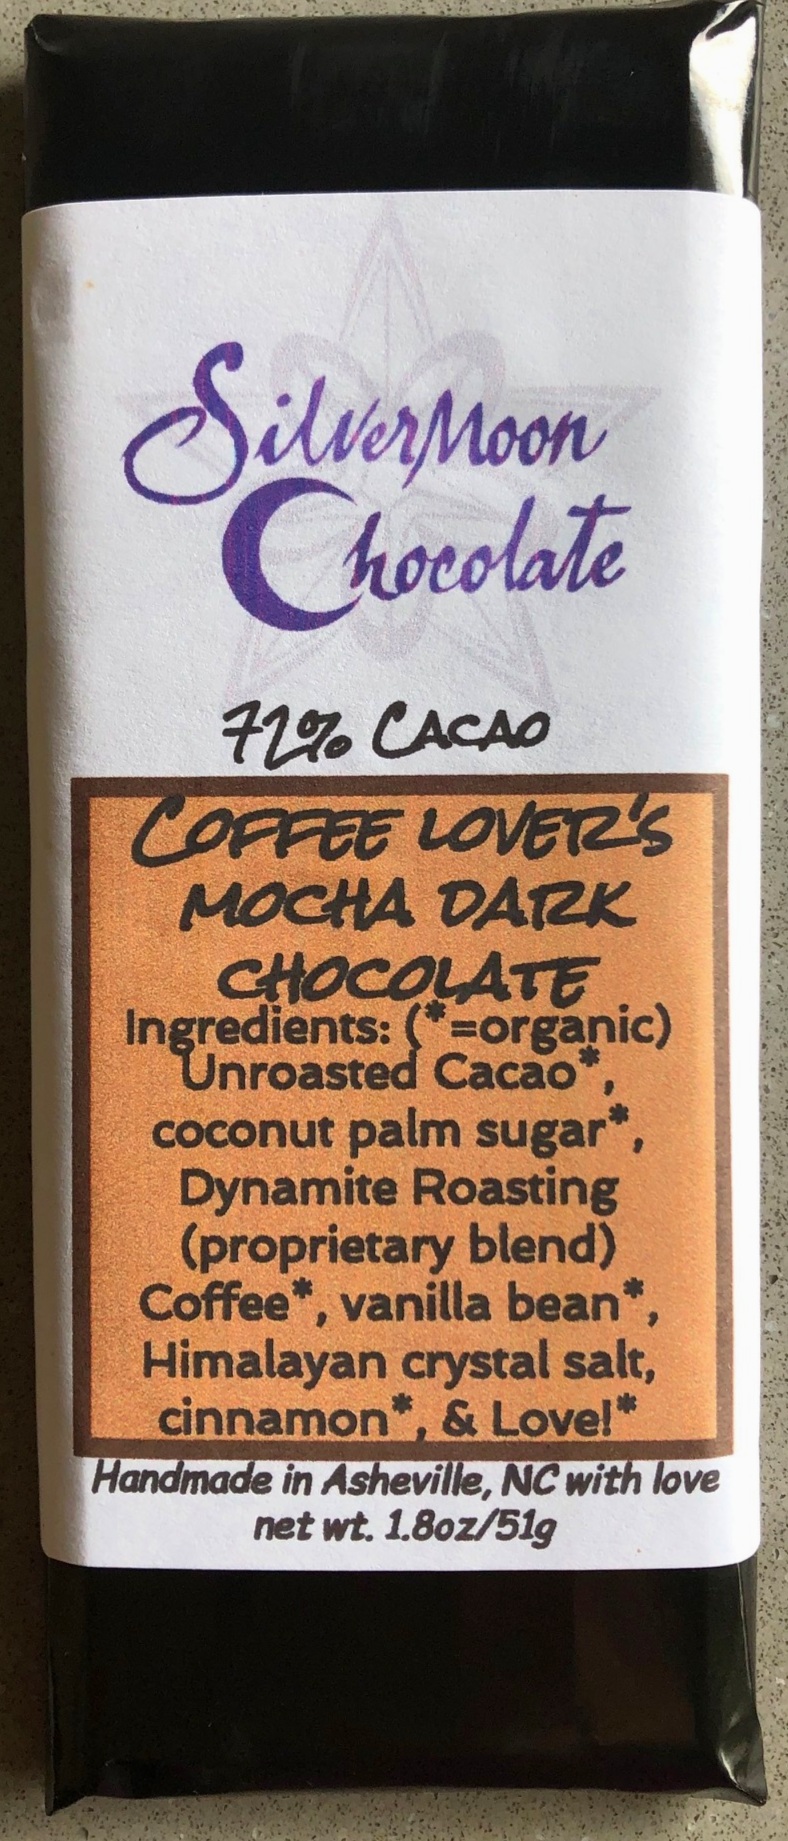 SilverMoon
Chocolate
72% Cacao
Coffee lover's
mocha dark
chocolate
Ingredients: (*=organic)
Unroasted Cacao*,
coconut palm sugar*,
Dynamite Roasting
(proprietary blend)
Coffee*, vanilla bean*,
Himalayan crystal salt,
cinnamon*, & Love!*
Handmade in Asheville, NC with love
net wt. 1.8oz/51g